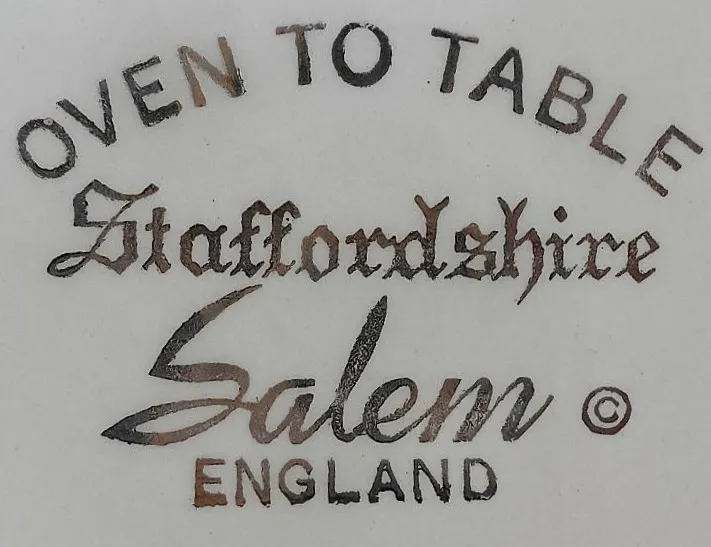 OVEN TO TABLE
Staffordshire
Salem ©
ENGLAND